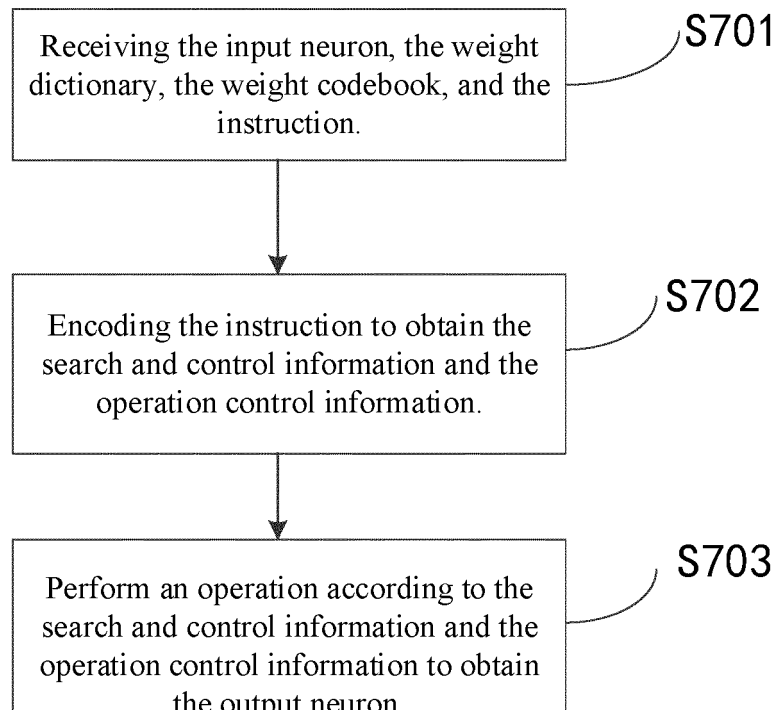 Receiving the input neuron, the weight
dictionary, the weight codebook, and the
instruction.
S701
Encoding the instruction to obtain the
search and control information and the
operation control information.
S702
Perform an operation according to the
search and control information and the
operation control information to obtain
the output neuron
S703